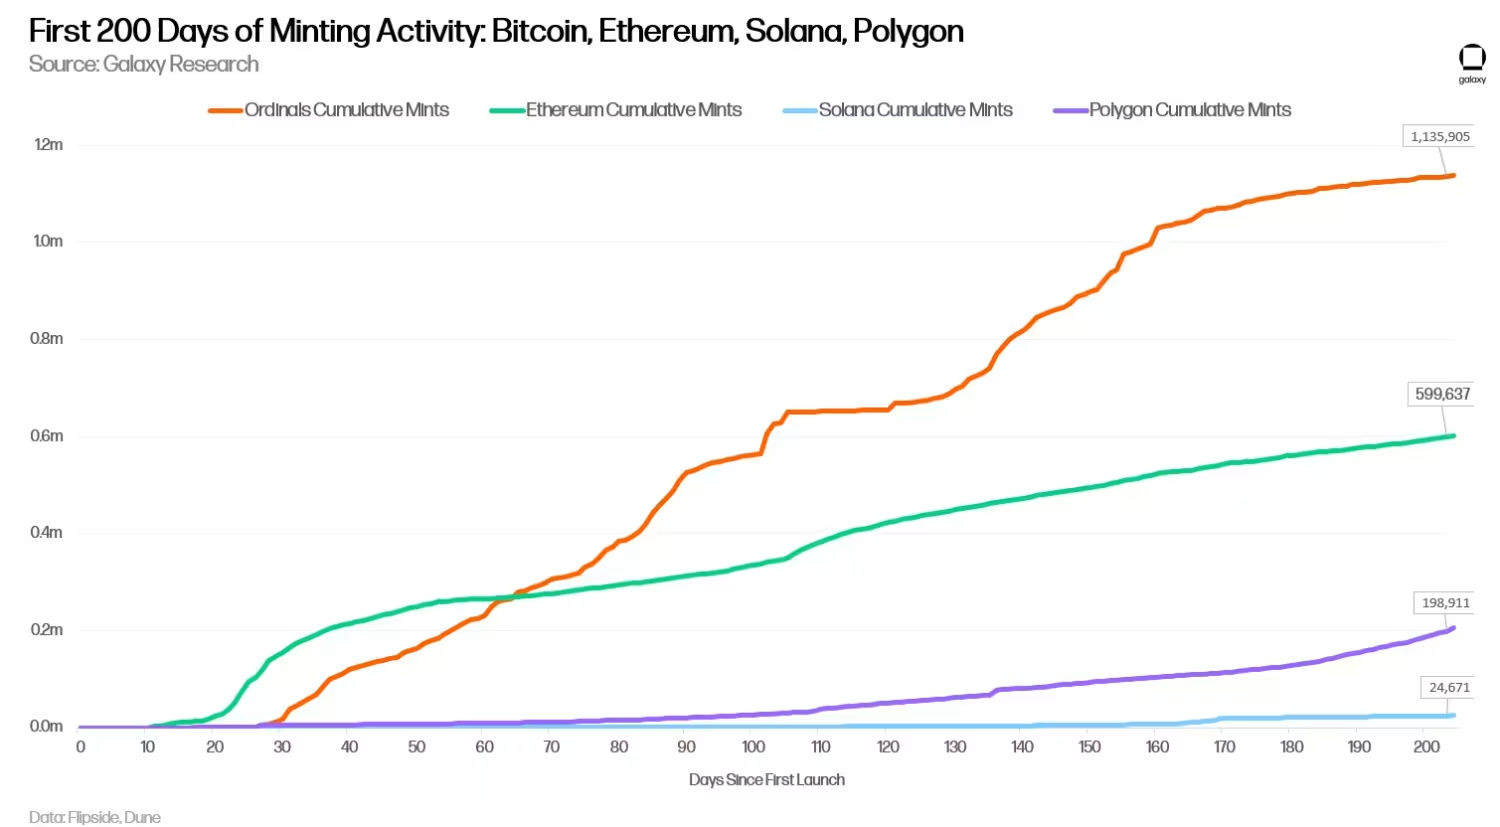 First 200 Days of Minting Activity: Bitcoin, Ethereum, Solana, Polygon
Source: Galaxy Research
galaxy
Ordinals Cumulative Mints Ethereum Cumulative Mints Solana Cumulative Mints Polygon Cumulative Mints
1,135,905
1.2m
1.0m
0.8m
599,637
0.6m
0.4m
198,911
0.2m
24,671
0.0m
0 10 20 30 40 50 60 70 80 90 100 110 120 130 140 150 160 170 180 190 200
Days Since First Launch
Data: Flipside, Dune